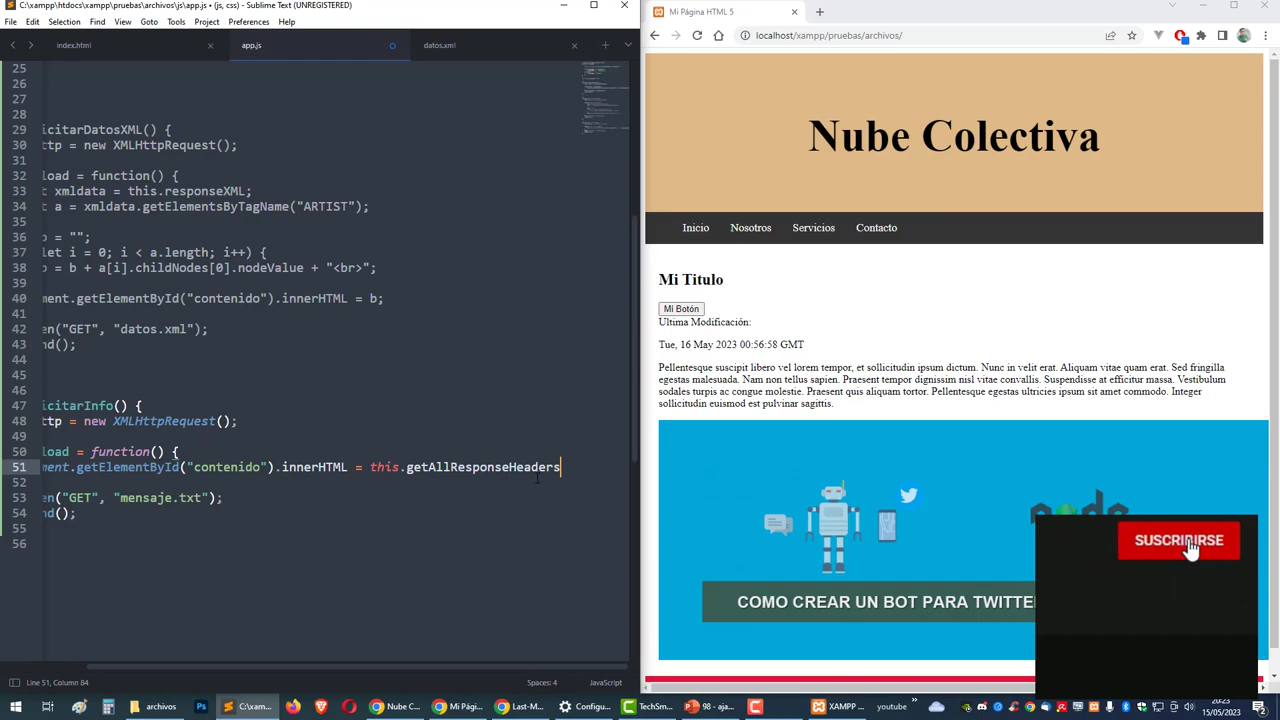 C:\xampp\htdocs\xampp\pruebas\archivos\js\app.js • (js, css) - Sublime Text (UNREGISTERED)
File Edit Selection Find View Goto Tools Project Preferences Help
index.html
app.js
datos.xml
25
26
27
28
29 icitarDatosXML() {
30 ttp = new XMLHttpRequest();
31
32 load = function() {
33 t xmldata = this.responseXML;
34 t a = xmldata.getElementsByTagName("ARTIST");
35
36 b = "";
37 let i = 0; i < a.length; i++) {
38 b = b + a[i].childNodes[0].nodeValue + "<br>";
39
40 ment.getElementById("contenido").innerHTML = b;
41
42 en("GET", "datos.xml");
43 nd();
44
45
46
47 icitarInfo() {
48 ttp = new XMLHttpRequest();
49
50 load = function() {
51 ment.getElementById("contenido").innerHTML = this.getAllResponseHeaders
52
53 en("GET", "mensaje.txt");
54 nd();
55
56
Line 51, Column 84
Spaces: 4
JavaScript
Mi Página HTML 5
localhost/xampp/pruebas/archivos/
Nube Colectiva
Inicio Nosotros Servicios Contacto
Mi Titulo
Mi Botón
Ultima Modificación:
Tue, 16 May 2023 00:56:58 GMT
Pellentesque suscipit libero vel lorem tempor, et sollicitudin ipsum dictum. Nunc in velit erat. Aliquam vitae quam erat. Sed fringilla
egestas malesuada. Nam non tellus sapien. Praesent tempor dignissim nisl vitae convallis. Suspendisse at efficitur massa. Vestibulum
sodales turpis ac congue molestie. Praesent quis aliquam tortor. Pellentesque egestas ultricies ipsum sit amet commodo. Integer
sollicitudin euismod est pulvinar sagittis.
COMO CREAR UN BOT PARA TWITTE
archivos
C:\xam...
Nube C...
Mi Pág...
Last-M...
Configu...
TechSm...
98 - aja...
XAMPP ...
youtube
20:23
15/05/2023